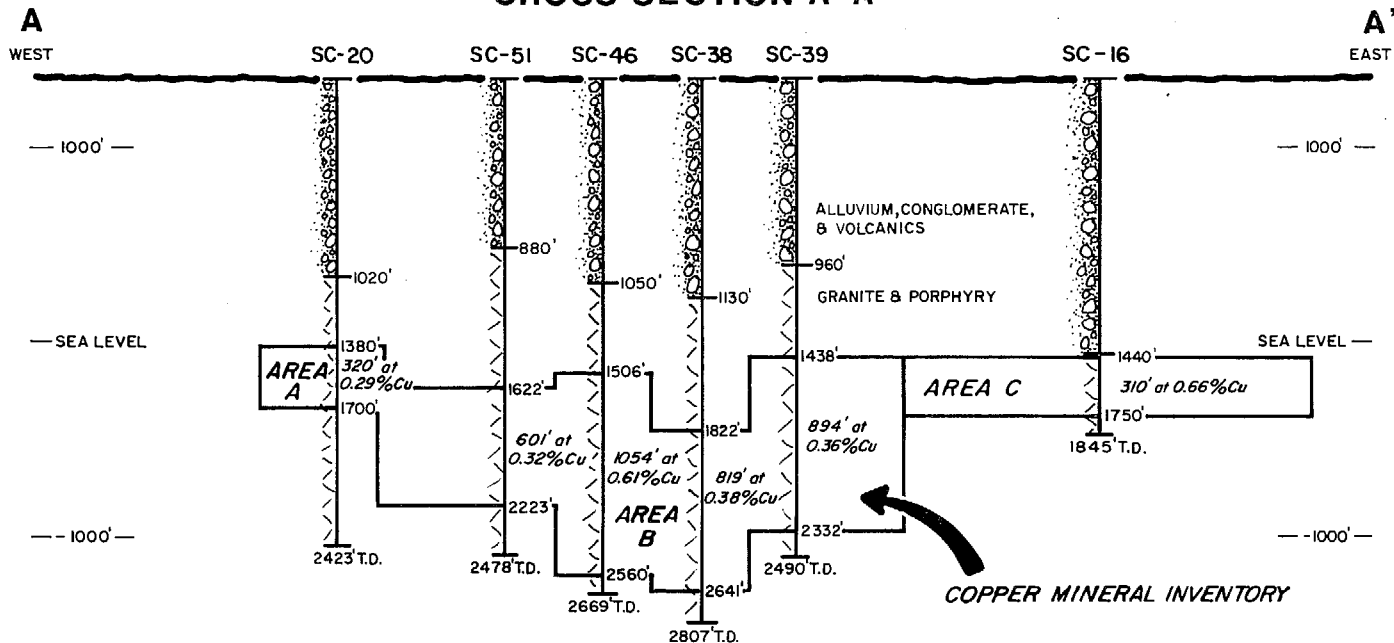 CROSS SECTION A-A'
A A'
WEST SC-20 SC-51 SC-46 SC-38 SC-39 SC-16 EAST
1000' 1000'
ALLUVIUM, CONGLOMERATE,
& VOLCANICS
880'
960'
1020'
1050'
1130'
GRANITE & PORPHYRY
SEA LEVEL SEA LEVEL
1380'
AREA
A
320' at
0.29%Cu
1700'
1622'
1506'
1822'
1438'
1440'
AREA C
310' at 0.66%Cu
1750'
1845' T.D.
601' at
0.32%Cu
1054' at
0.61%Cu
819' at
0.38%Cu
894' at
0.36%Cu
2223'
AREA
B
2332'
-1000' -1000'
2423' T.D.
2478' T.D.
2560'
2641'
2490' T.D.
2669' T.D.
2807' T.D.
COPPER MINERAL INVENTORY